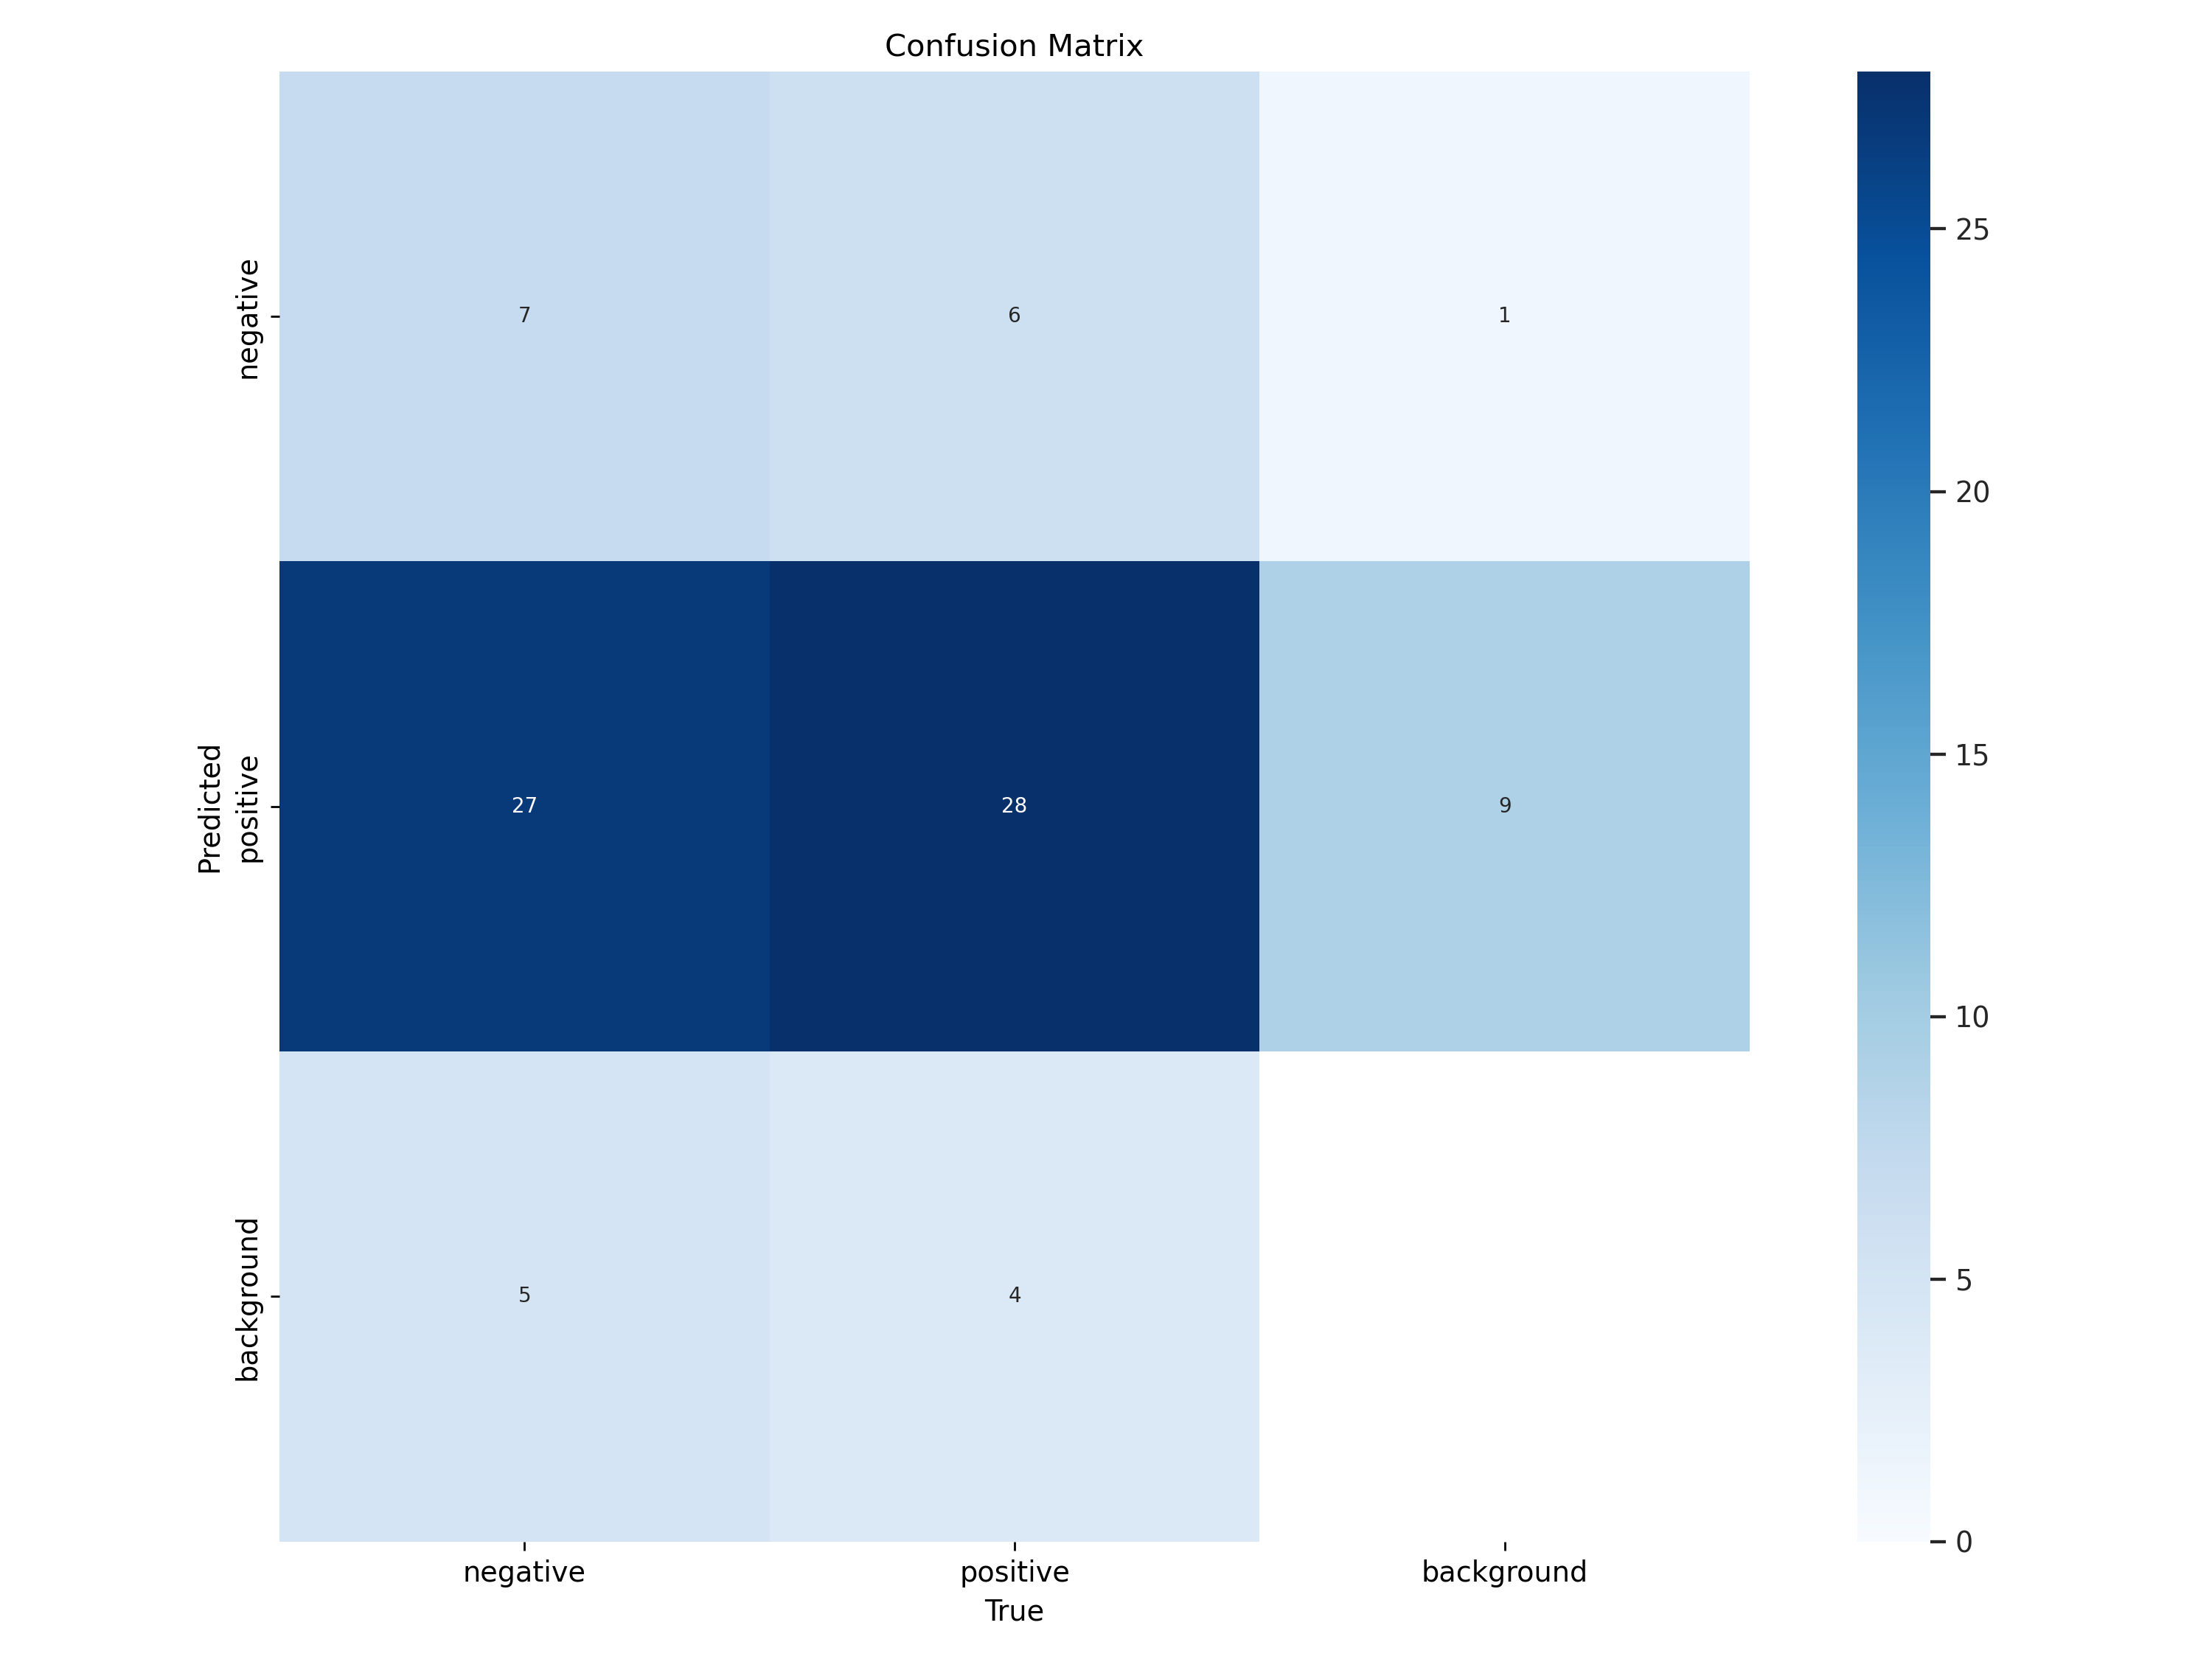 Confusion Matrix
negative
7 6 1
25
20
Predicted
positive
27 28 9
15
10
background
5 4
5
0
negative positive background
True